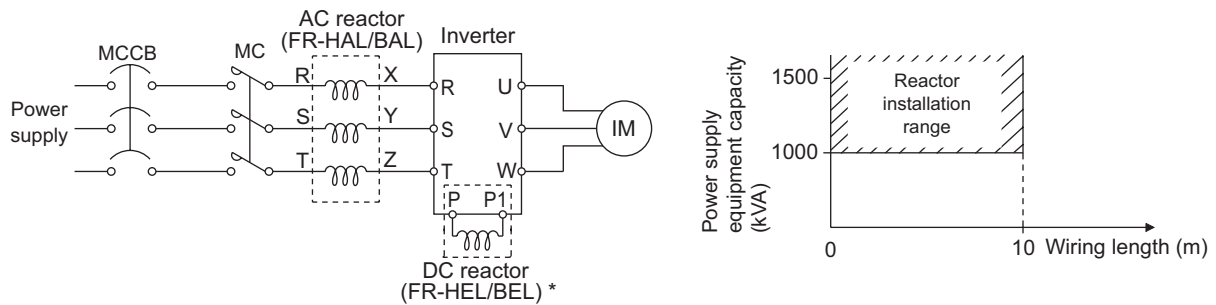 AC reactor
(FR-HAL/BAL)
Inverter
MCCB
MC
R
X
R
U
Power
supply
S
Y
S
V
IM
T
Z
T
W
P
P1
DC reactor
(FR-HEL/BEL) *
Power supply
equipment capacity
(kVA)
1500
1000
Reactor
installation
range
0
10
Wiring length (m)